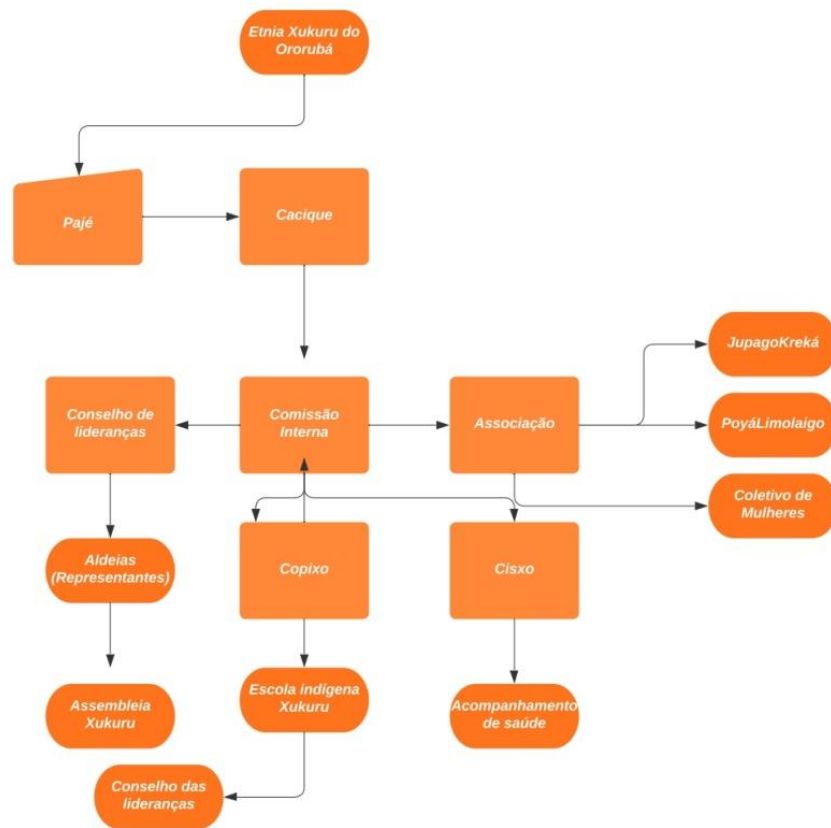 Etnia Xukuru do
Ororubá
Pajé
Cacique
JupagoKreká
Conselho de
lideranças
Comissão
Interna
Associação
PoyáLimolaigo
Coletivo de
Mulheres
Aldeias
(Representantes)
Copixo
Cisxo
Assembleia
Xukuru
Escola indígena
Xukuru
Acompanhamento
de saúde
Conselho das
lideranças